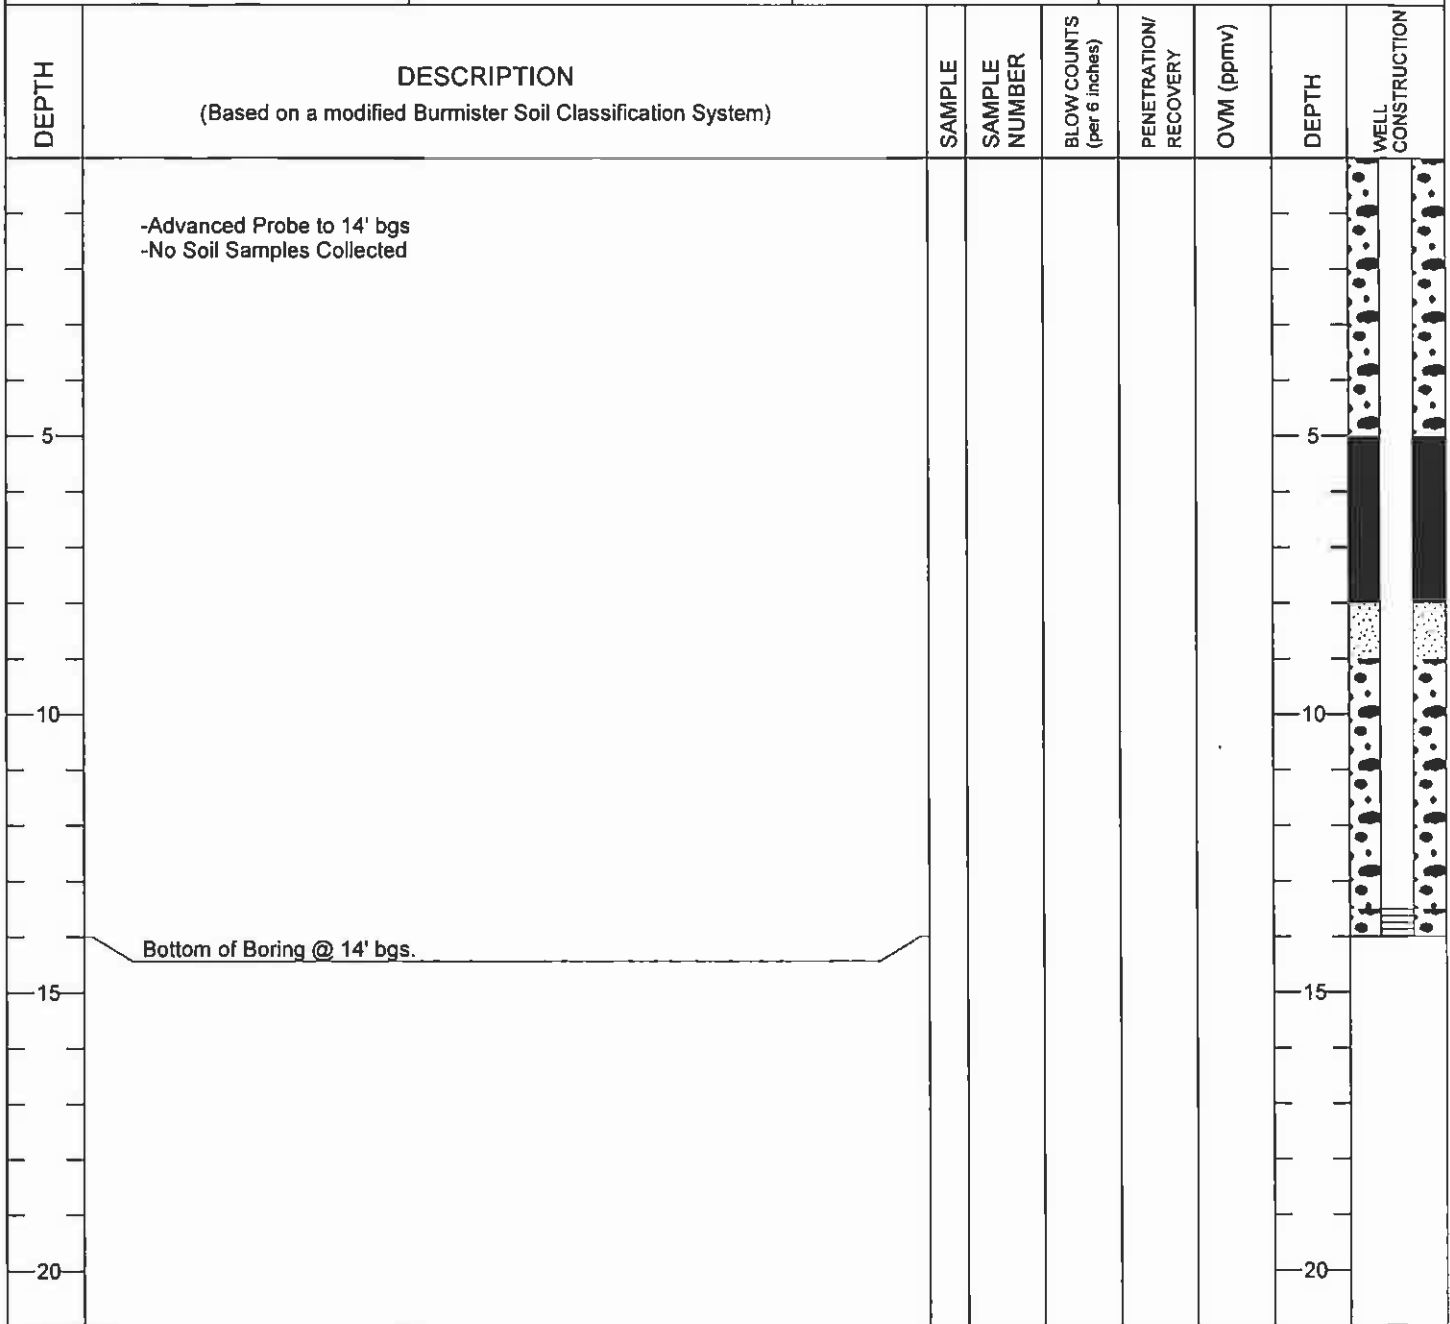 DEPTH
DESCRIPTION
(Based on a modified Burmister Soil Classification System)
SAMPLE
SAMPLE
NUMBER
BLOW COUNTS
(per 6 inches)
PENETRATION/
RECOVERY
OVM (ppmv)
DEPTH
WELL
CONSTRUCTION
-Advanced Probe to 14' bgs
-No Soil Samples Collected
5
5
10
10
Bottom of Boring @ 14' bgs.
15
15
20
20